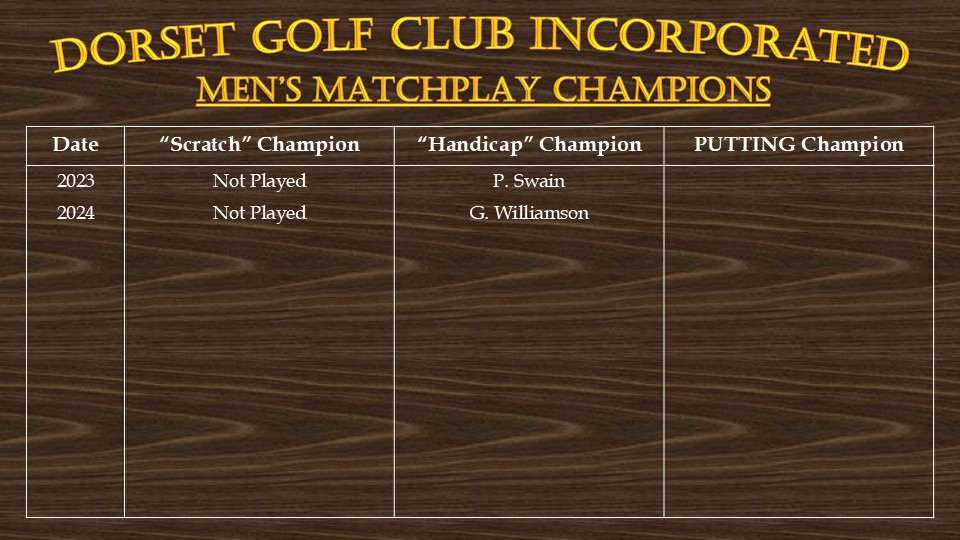 DORSET GOLF CLUB INCORPORATED
MEN'S MATCHPLAY CHAMPIONS
Date “Scratch” Champion “Handicap” Champion PUTTING Champion
2023 Not Played P. Swain
2024 Not Played G. Williamson